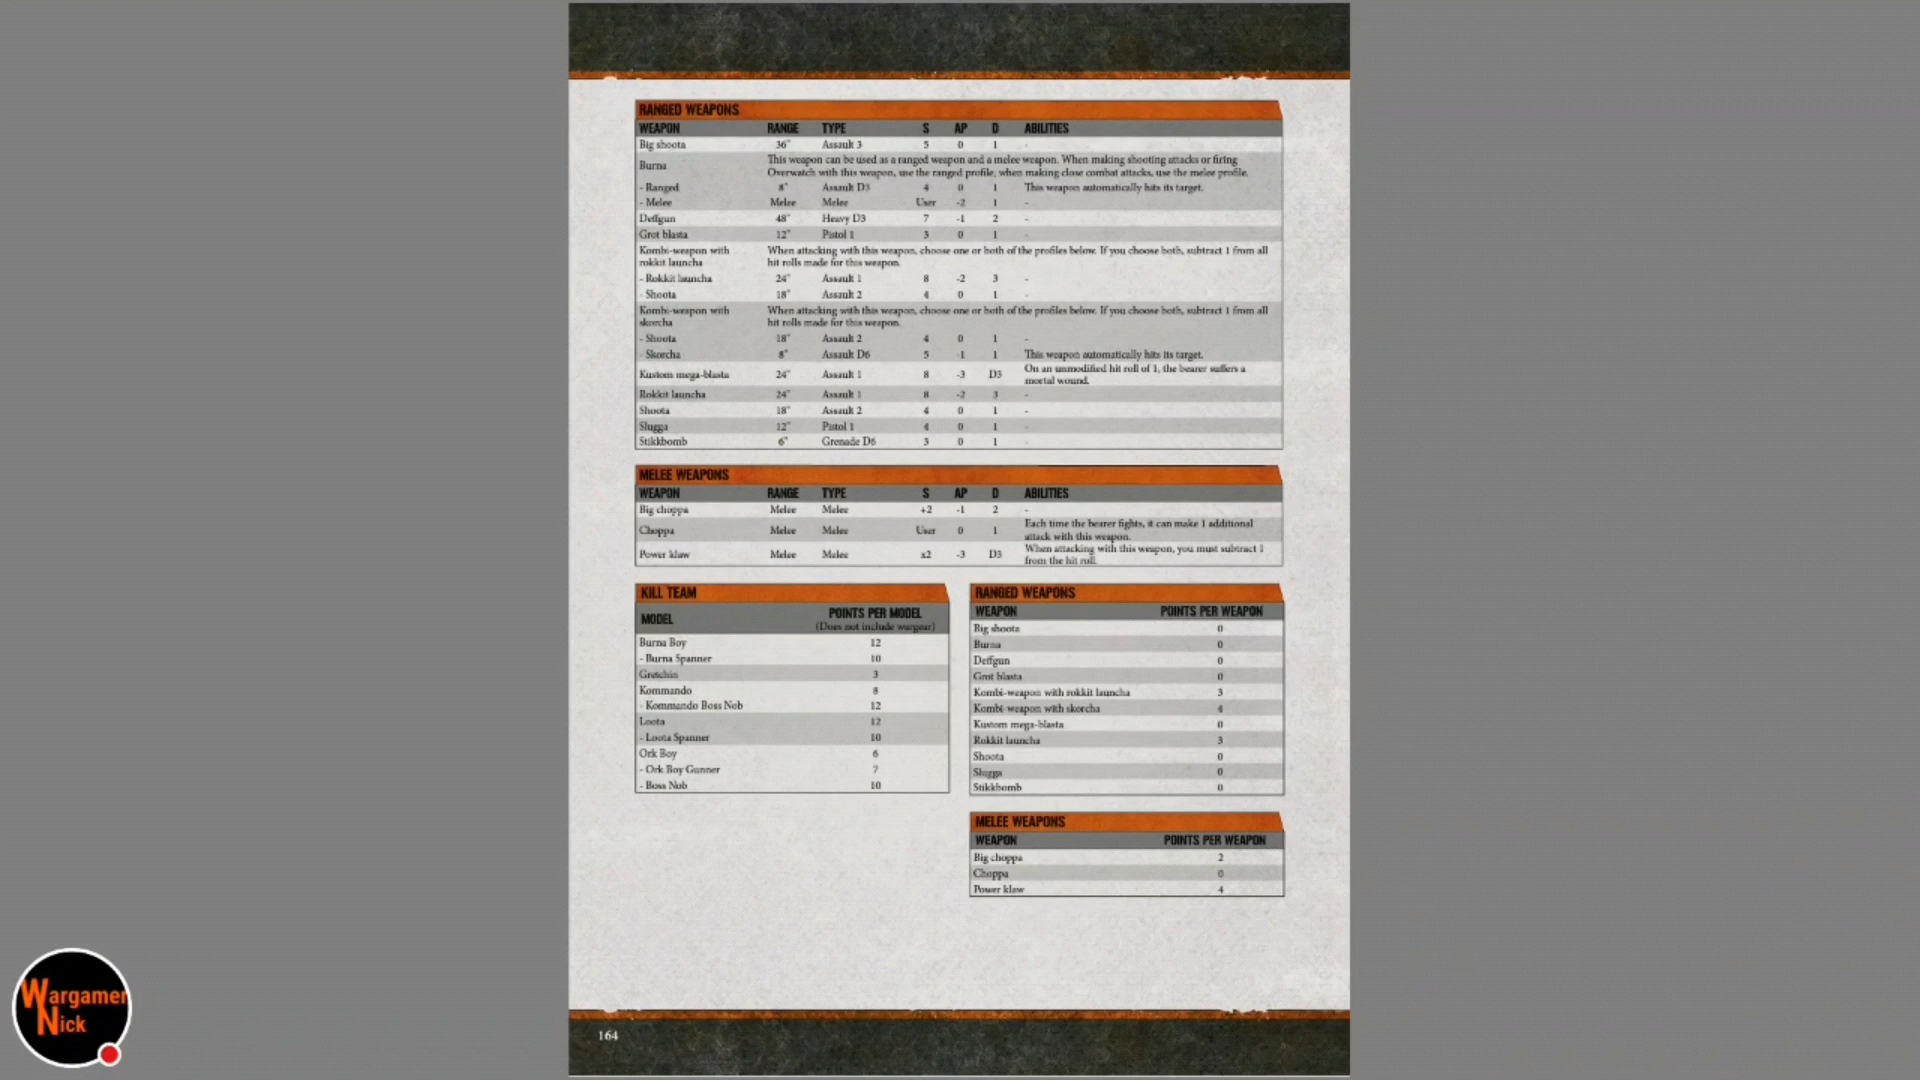 RANGED WEAPONS
WEAPON RANGE TYPE S AP D ABILITIES
Big shoota 36" Assault 3 5 0 1 -
Burna This weapon can be used as a ranged weapon and a melee weapon. When making shooting attacks or firing
Overwatch with this weapon, use the ranged profile; when making close combat attacks, use the melee profile.
- Ranged 8" Assault D3 4 0 1 This weapon automatically hits its target.
- Melee Melee Melee User -2 1 -
Deffgun 48" Heavy D3 7 -1 2 -
Grot blasta 12" Pistol 1 3 0 1 -
Kombi-weapon with When attacking with this weapon, choose one or both of the profiles below. If you choose both, subtract 1 from all
rokkit launcha hit rolls made for this weapon.
- Rokkit launcha 24" Assault 1 8 -2 3 -
- Shoota 18" Assault 2 4 0 1 -
Kombi-weapon with When attacking with this weapon, choose one or both of the profiles below. If you choose both, subtract 1 from all
skorcha hit rolls made for this weapon.
- Shoota 18" Assault 2 4 0 1 -
- Skorcha 8" Assault D6 5 -1 1 This weapon automatically hits its target.
Kustom mega-blasta 24" Assault 1 8 -3 D3 On an unmodified hit roll of 1, the bearer suffers a
mortal wound.
Rokkit launcha 24" Assault 1 8 -2 3 -
Shoota 18" Assault 2 4 0 1 -
Slugga 12" Pistol 1 4 0 1 -
Stikkbomb 6" Grenade D6 3 0 1 -
MELEE WEAPONS
WEAPON RANGE TYPE S AP D ABILITIES
Big choppa Melee Melee +2 -1 2 -
Choppa Melee Melee User 0 1 Each time the bearer fights, it can make 1 additional
attack with this weapon.
Power klaw Melee Melee x2 -3 D3 When attacking with this weapon, you must subtract 1
from the hit roll.
KILL TEAM
MODEL POINTS PER MODEL
(Does not include wargear)
Burna Boy 12
- Burna Spanner 10
Gretchin 3
Kommando 8
- Kommando Boss Nob 12
Loota 12
- Loota Spanner 10
Ork Boy 6
- Ork Boy Gunner 7
- Boss Nob 10
RANGED WEAPONS
WEAPON POINTS PER WEAPON
Big shoota 0
Burna 0
Deffgun 0
Grot blasta 0
Kombi-weapon with rokkit launcha 3
Kombi-weapon with skorcha 4
Kustom mega-blasta 0
Rokkit launcha 3
Shoota 0
Slugga 0
Stikkbomb 0
MELEE WEAPONS
WEAPON POINTS PER WEAPON
Big choppa 2
Choppa 0
Power klaw 4
164
Wargamer
Nick